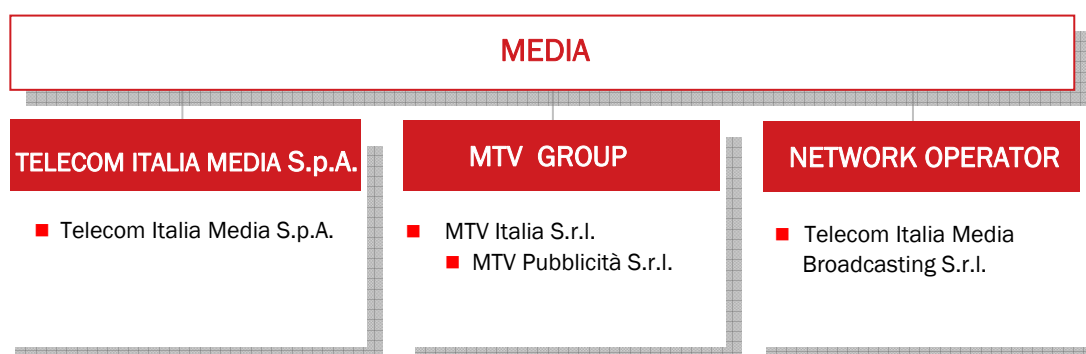 MEDIA
TELECOM ITALIA MEDIA S.p.A.
MTV GROUP
NETWORK OPERATOR
Telecom Italia Media S.p.A.
MTV Italia S.r.l.
MTV Pubblicità S.r.l.
Telecom Italia Media
Broadcasting S.r.l.